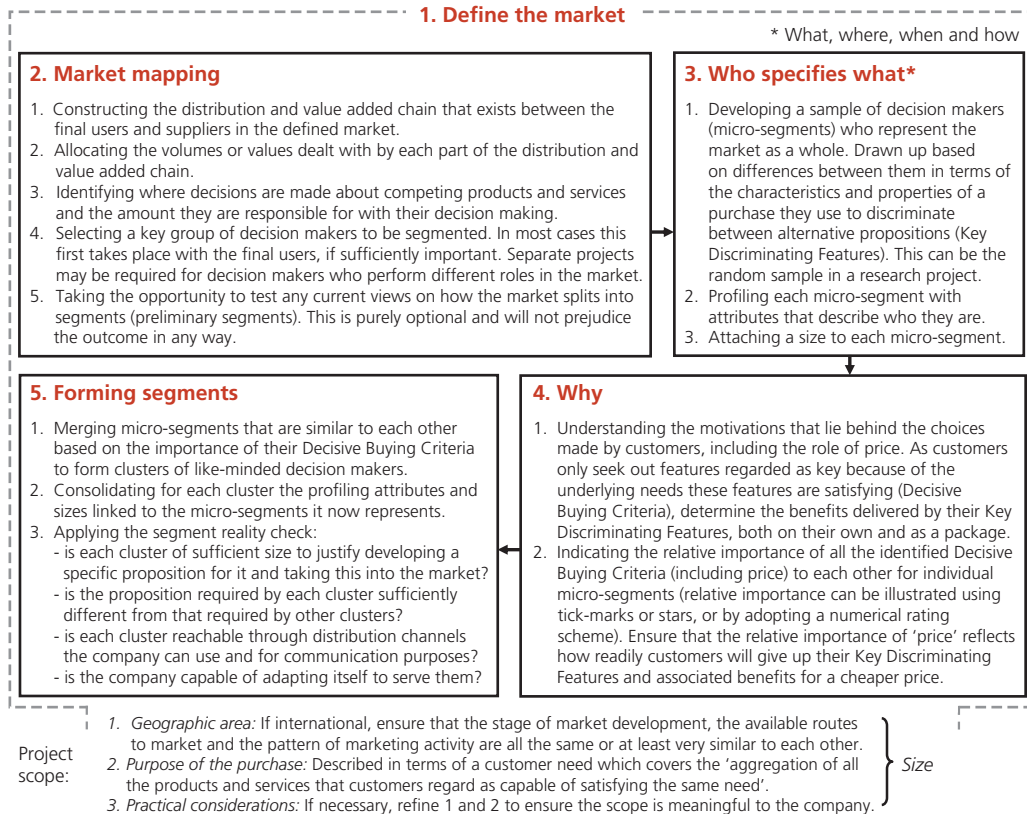 1. Define the market
* What, where, when and how
2. Market mapping
1. Constructing the distribution and value added chain that exists between the
final users and suppliers in the defined market.
2. Allocating the volumes or values dealt with by each part of the distribution and
value added chain.
3. Identifying where decisions are made about competing products and services
and the amount they are responsible for with their decision making.
4. Selecting a key group of decision makers to be segmented. In most cases this
first takes place with the final users, if sufficiently important. Separate projects
may be required for decision makers who perform different roles in the market.
5. Taking the opportunity to test any current views on how the market splits into
segments (preliminary segments). This is purely optional and will not prejudice
the outcome in any way.
3. Who specifies what*
1. Developing a sample of decision makers
(micro-segments) who represent the
market as a whole. Drawn up based
on differences between them in terms of
the characteristics and properties of a
purchase they use to discriminate
between alternative propositions (Key
Discriminating Features). This can be the
random sample in a research project.
2. Profiling each micro-segment with
attributes that describe who they are.
3. Attaching a size to each micro-segment.
4. Why
1. Understanding the motivations that lie behind the choices
made by customers, including the role of price. As customers
only seek out features regarded as key because of the
underlying needs these features are satisfying (Decisive
Buying Criteria), determine the benefits delivered by their Key
Discriminating Features, both on their own and as a package.
2. Indicating the relative importance of all the identified Decisive
Buying Criteria (including price) to each other for individual
micro-segments (relative importance can be illustrated using
tick-marks or stars, or by adopting a numerical rating
scheme). Ensure that the relative importance of 'price' reflects
how readily customers will give up their Key Discriminating
Features and associated benefits for a cheaper price.
5. Forming segments
1. Merging micro-segments that are similar to each other
based on the importance of their Decisive Buying Criteria
to form clusters of like-minded decision makers.
2. Consolidating for each cluster the profiling attributes and
sizes linked to the micro-segments it now represents.
3. Applying the segment reality check:
- is each cluster of sufficient size to justify developing a
specific proposition for it and taking this into the market?
- is the proposition required by each cluster sufficiently
different from that required by other clusters?
- is each cluster reachable through distribution channels
the company can use and for communication purposes?
- is the company capable of adapting itself to serve them?
Project
scope:
1. Geographic area: If international, ensure that the stage of market development, the available routes
to market and the pattern of marketing activity are all the same or at least very similar to each other.
2. Purpose of the purchase: Described in terms of a customer need which covers the 'aggregation of all
the products and services that customers regard as capable of satisfying the same need'.
3. Practical considerations: If necessary, refine 1 and 2 to ensure the scope is meaningful to the company.
Size